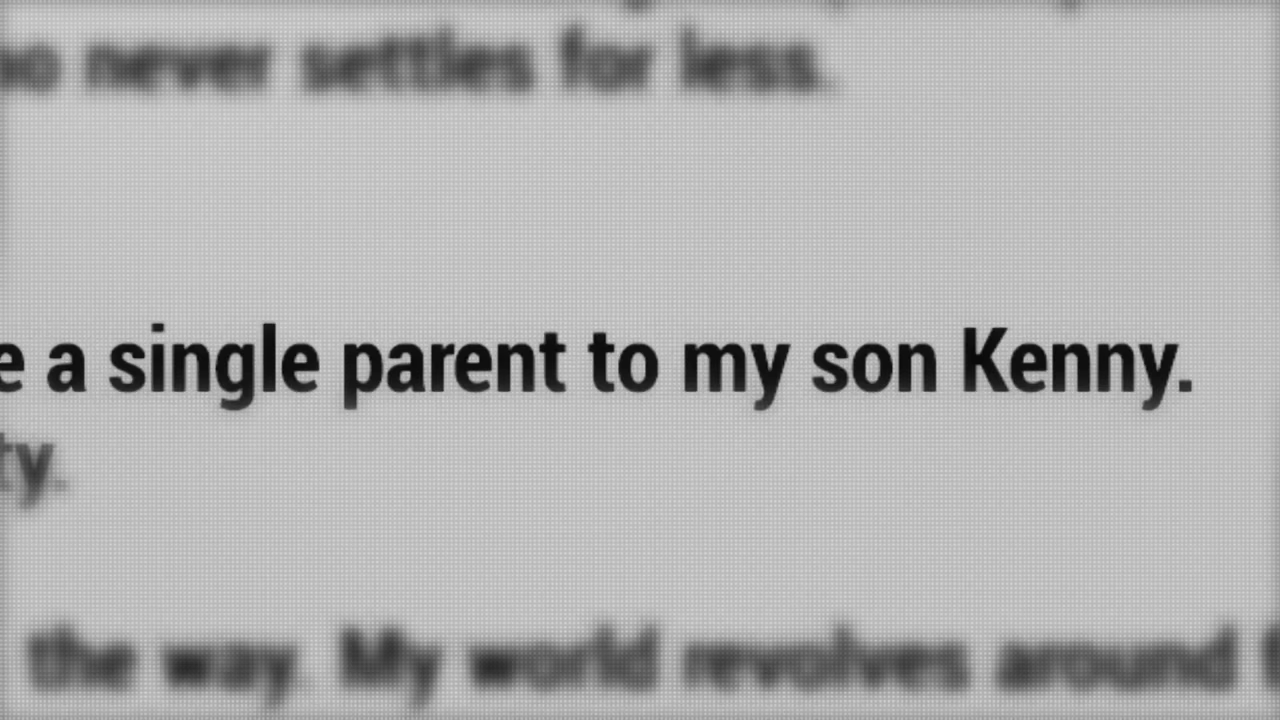 never settles for less.
a single parent to my son Kenny.
the way. My world revolves around